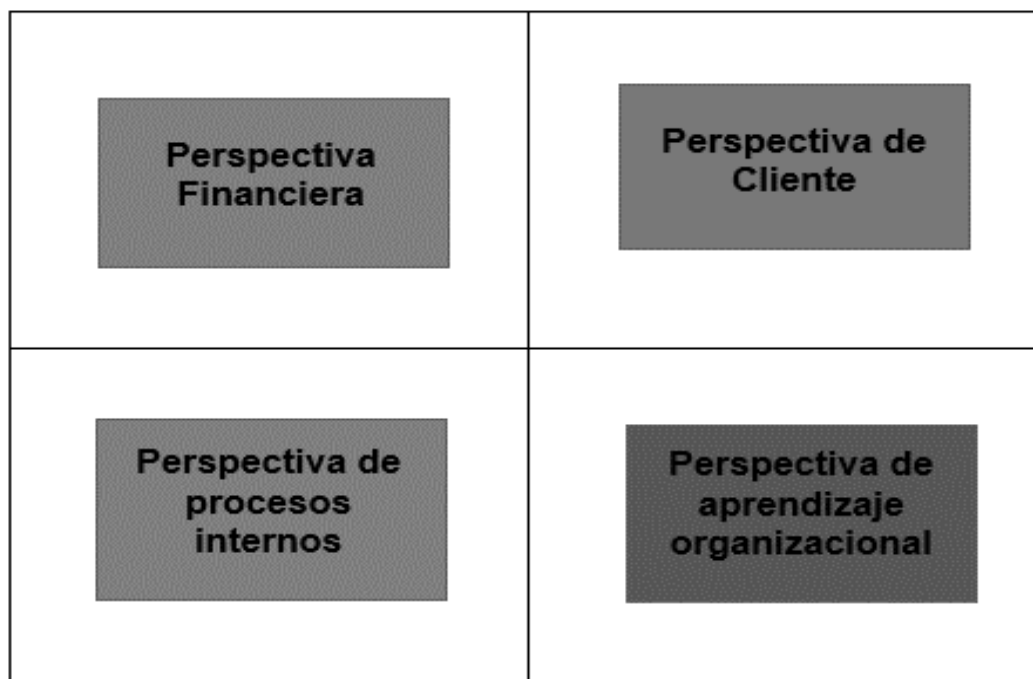 Perspectiva
Financiera
Perspectiva de
Cliente
Perspectiva de
procesos
internos
Perspectiva de
aprendizaje
organizacional